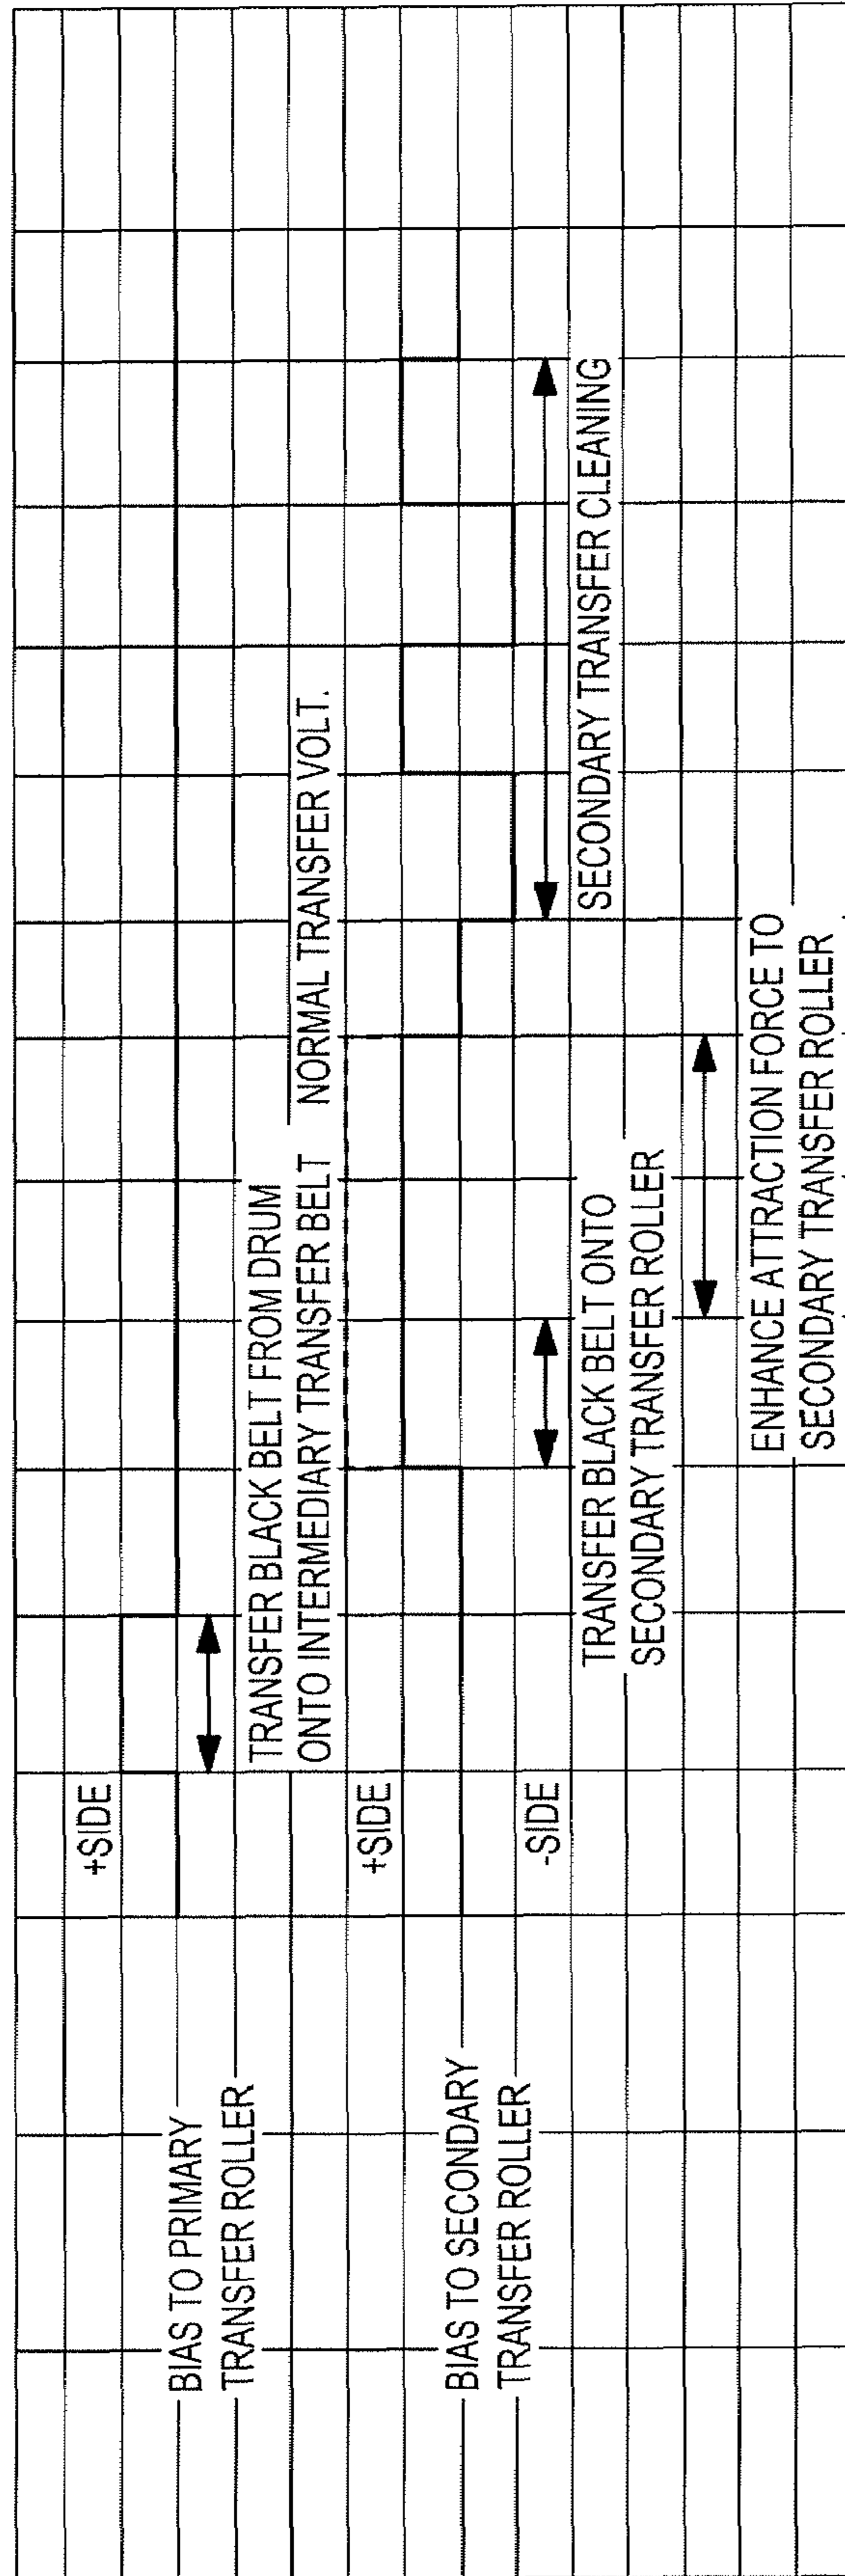 BIAS TO PRIMARY
TRANSFER ROLLER
+SIDE
TRANSFER BLACK BELT FROM DRUM
ONTO INTERMEDIARY TRANSFER BELT
NORMAL TRANSFER VOLT.
BIAS TO SECONDARY
TRANSFER ROLLER
+SIDE
-SIDE
TRANSFER BLACK BELT ONTO
SECONDARY TRANSFER ROLLER
SECONDARY TRANSFER CLEANING
ENHANCE ATTRACTION FORCE TO
SECONDARY TRANSFER ROLLER